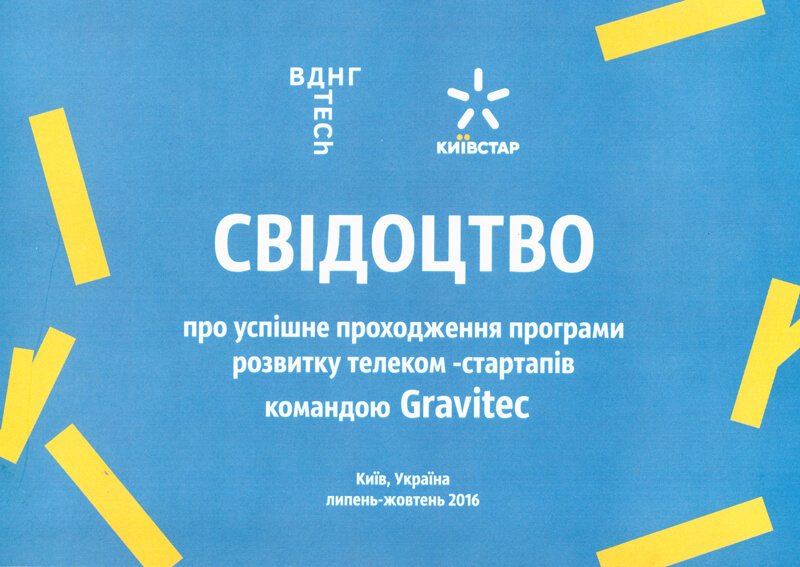 ВДНГ
TECh
КИЇВСТАР
СВІДОЦТВО
про успішне проходження програми
розвитку телеком -стартапів
командою Gravitec
Київ, Україна
липень-жовтень 2016